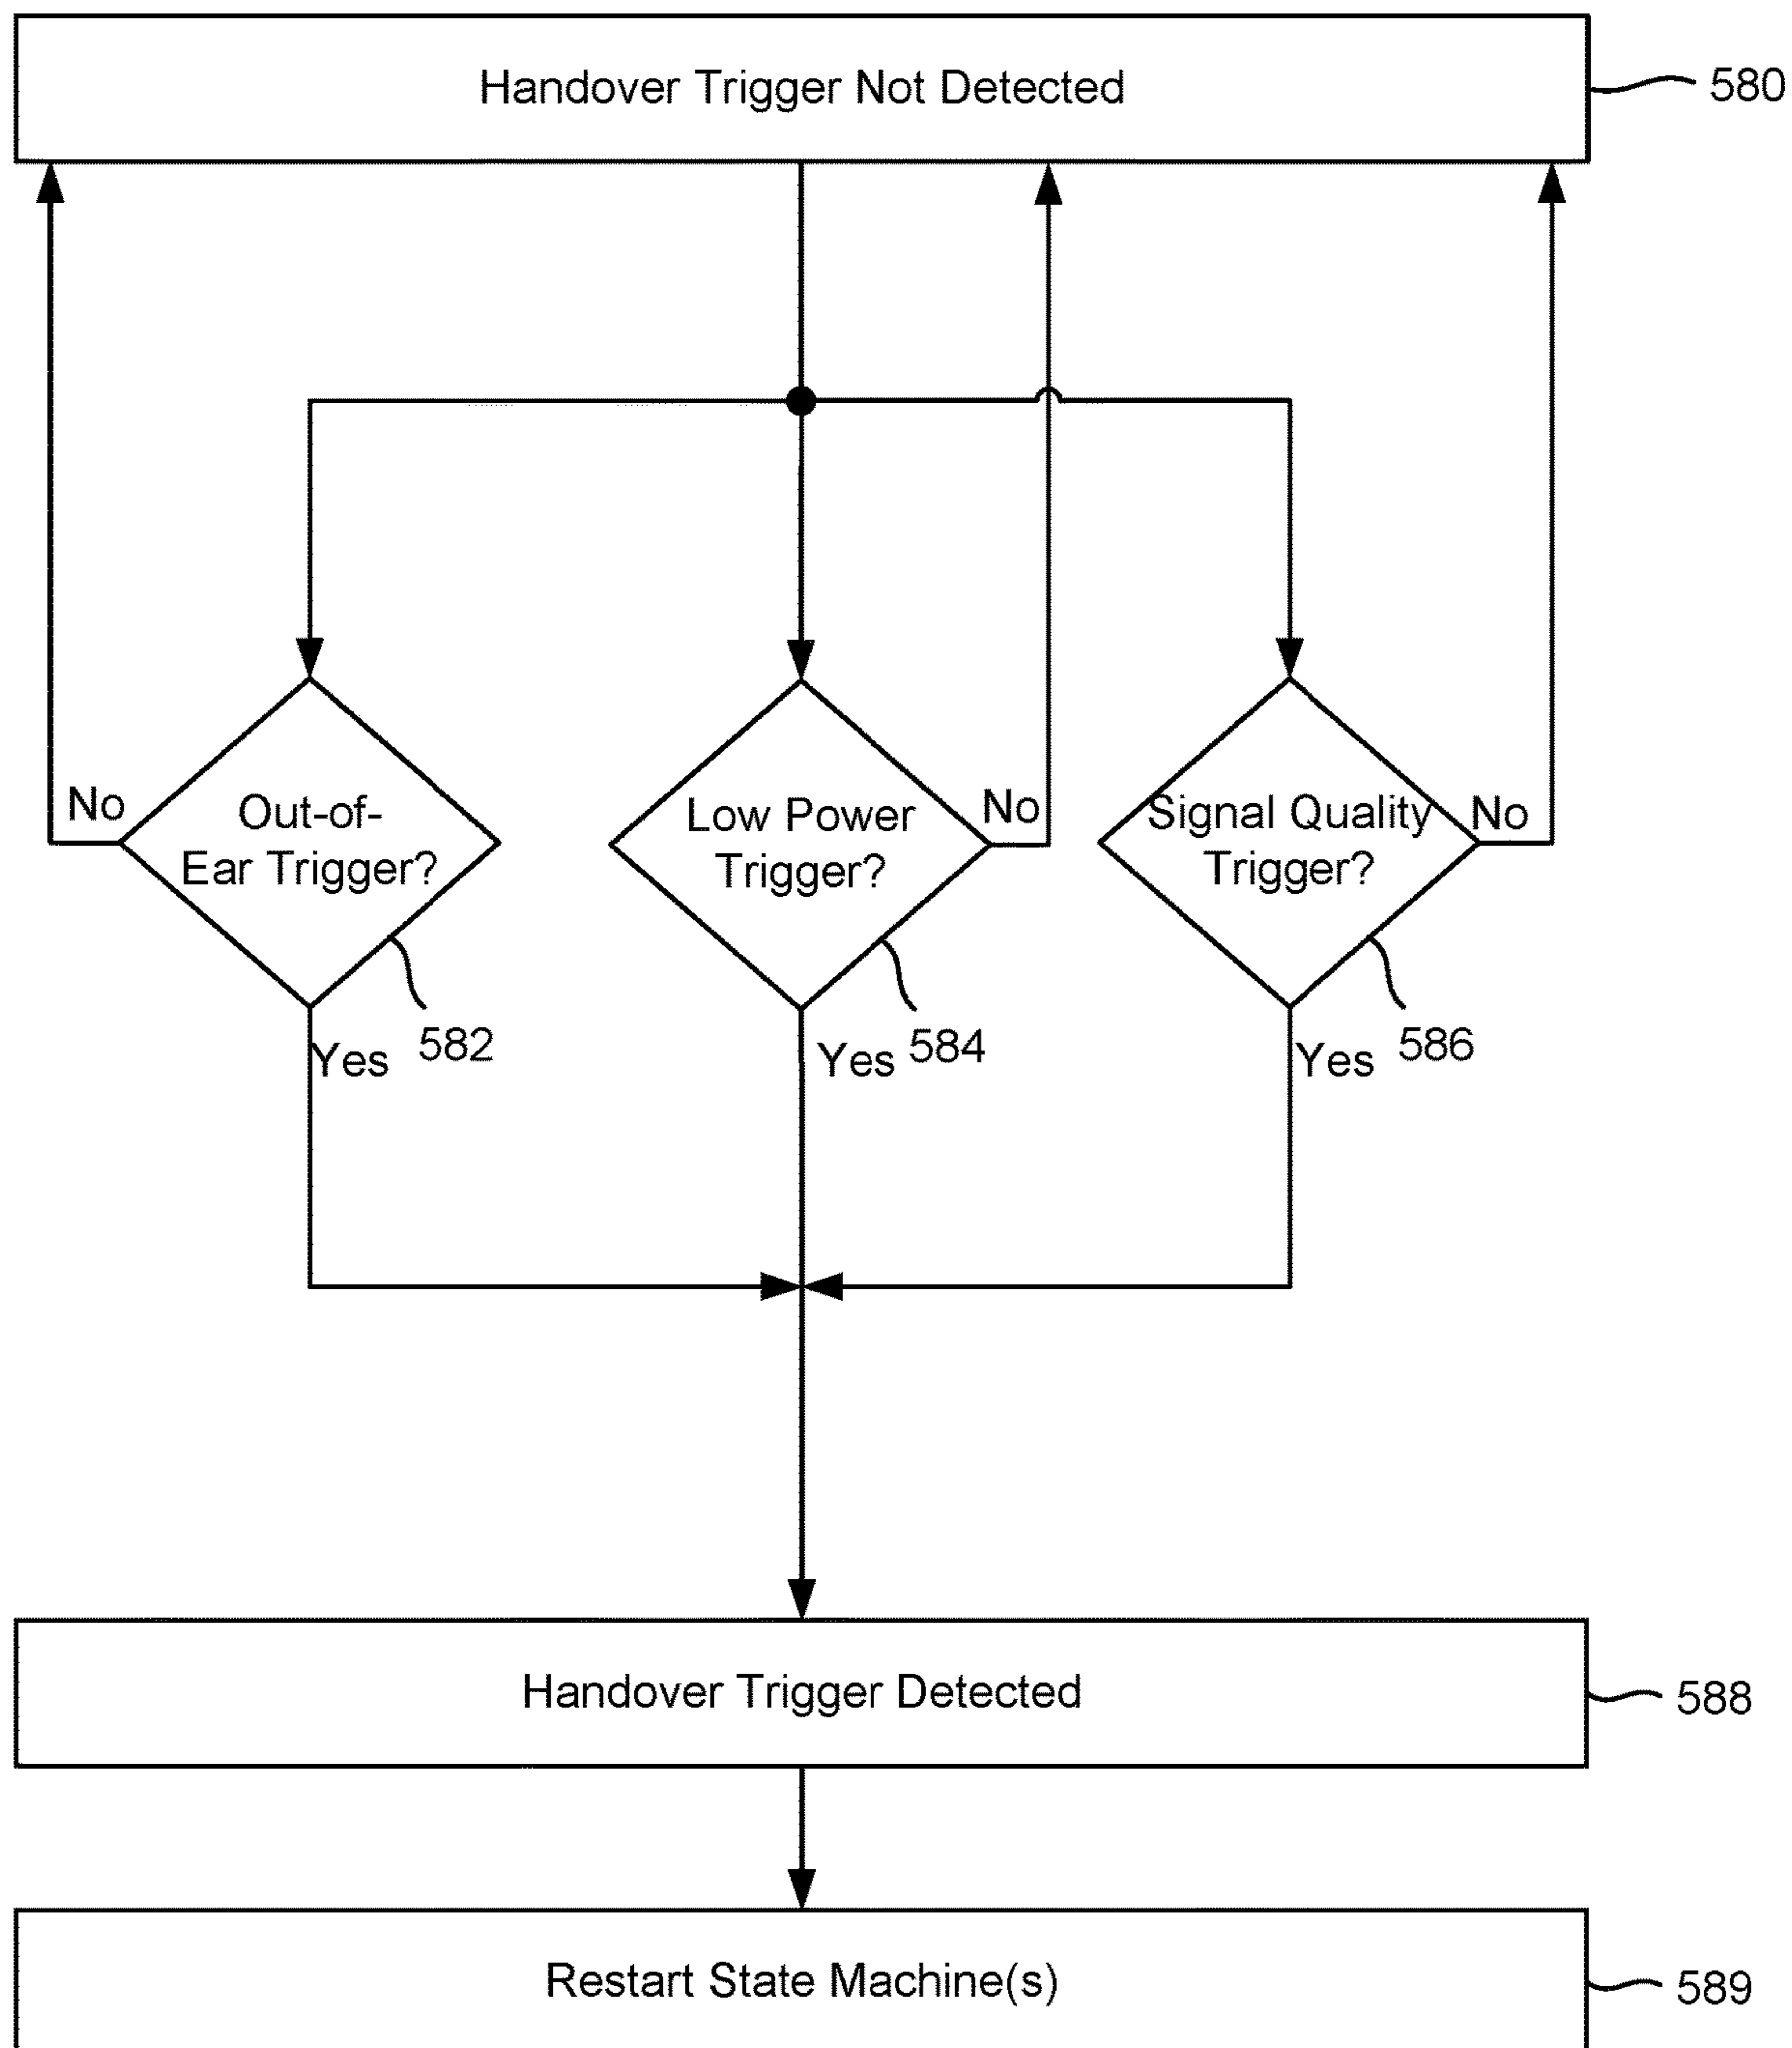 Handover Trigger Not Detected
580
No
Out-of-
Ear Trigger?
Low Power
Trigger?
No
Signal Quality
Trigger?
No
Yes
582
Yes
584
Yes
586
Handover Trigger Detected
588
Restart State Machine(s)
589